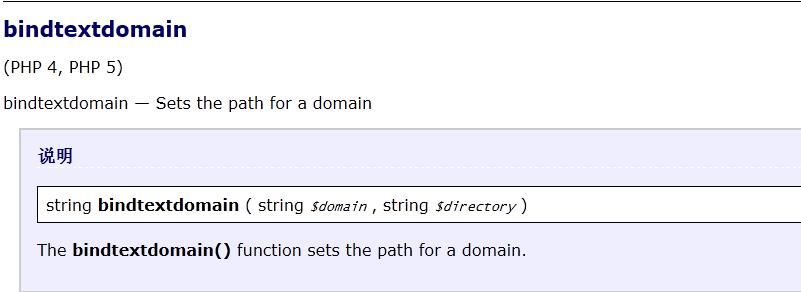 bindtextdomain
(PHP 4, PHP 5)
bindtextdomain — Sets the path for a domain
说明
string bindtextdomain ( string $domain , string $directory )
The bindtextdomain() function sets the path for a domain.